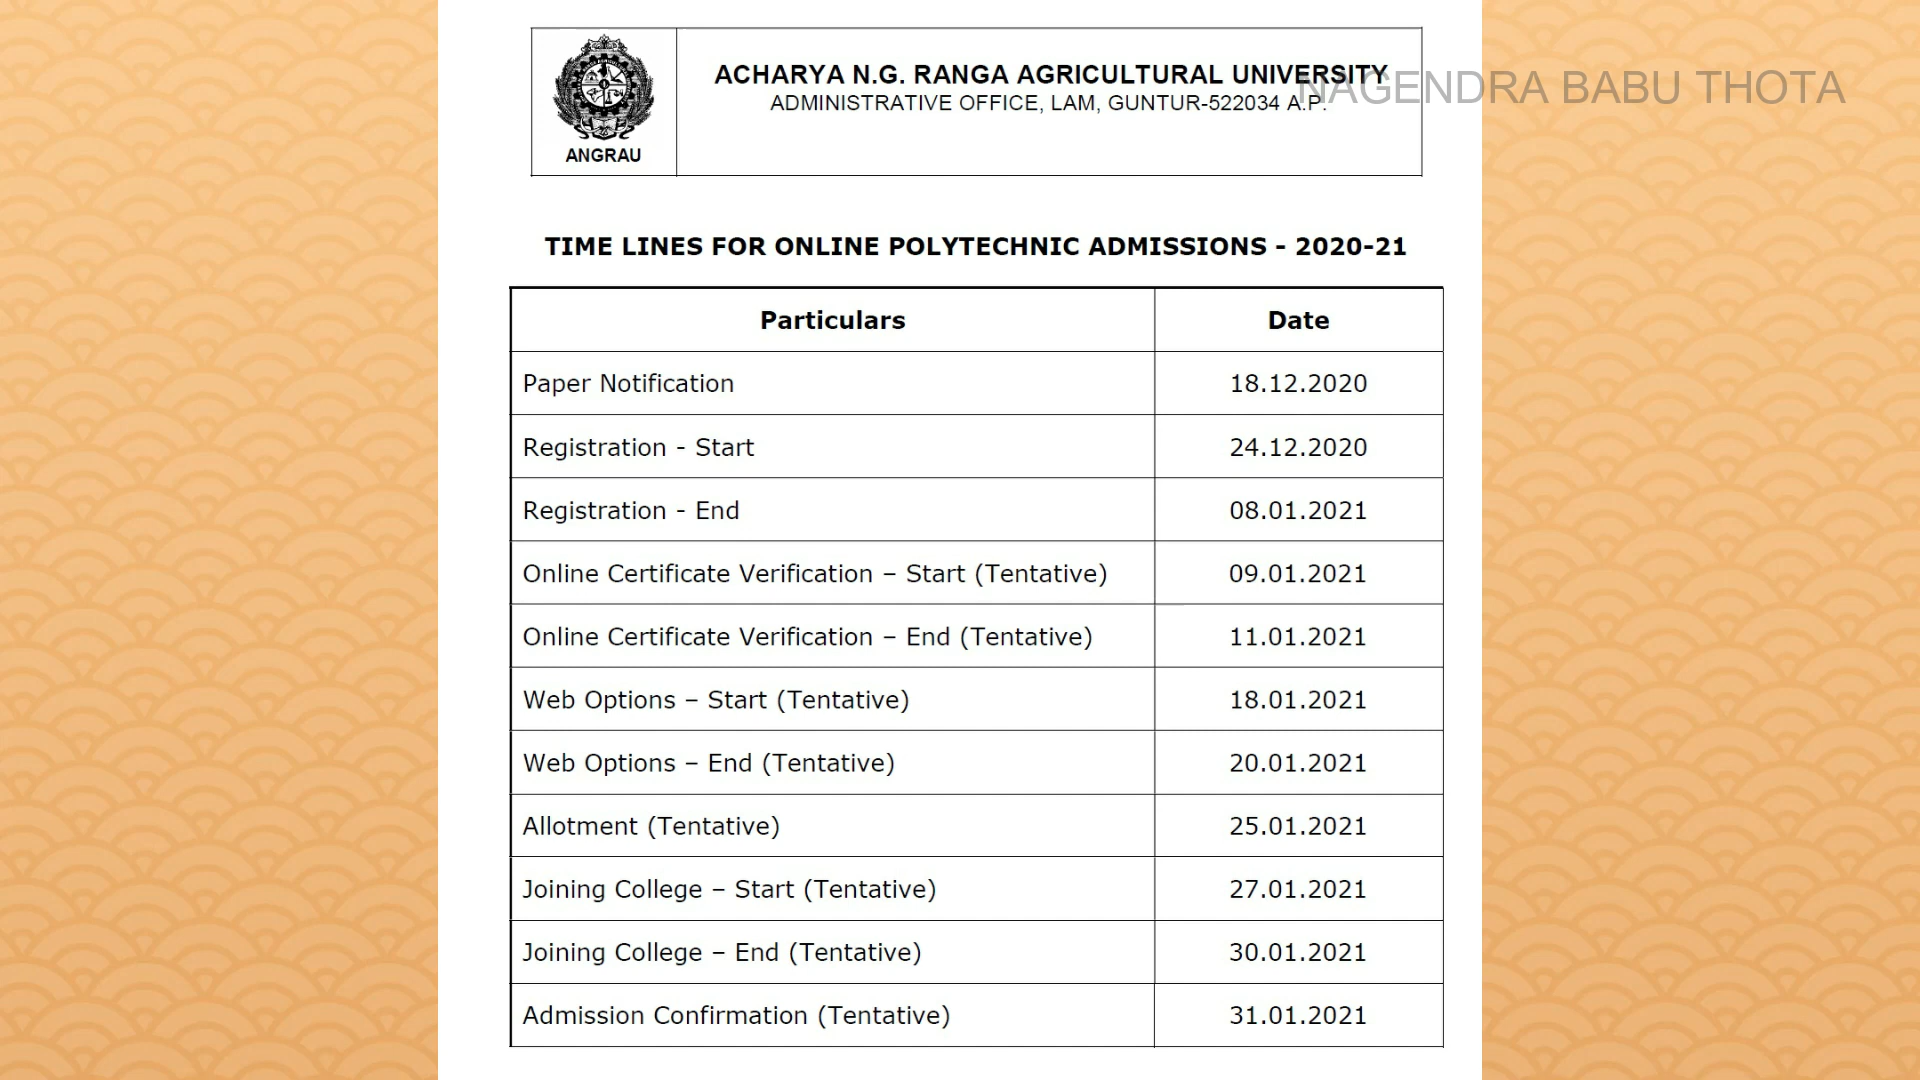 ACHARYA N.G. RANGA AGRICULTURAL UNIVERSITY
ADMINISTRATIVE OFFICE, LAM, GUNTUR-522034 A.P.
NAGENDRA BABU THOTA
ANGRAU
TIME LINES FOR ONLINE POLYTECHNIC ADMISSIONS - 2020-21
Particulars Date
Paper Notification 18.12.2020
Registration - Start 24.12.2020
Registration - End 08.01.2021
Online Certificate Verification – Start (Tentative) 09.01.2021
Online Certificate Verification – End (Tentative) 11.01.2021
Web Options – Start (Tentative) 18.01.2021
Web Options – End (Tentative) 20.01.2021
Allotment (Tentative) 25.01.2021
Joining College – Start (Tentative) 27.01.2021
Joining College – End (Tentative) 30.01.2021
Admission Confirmation (Tentative) 31.01.2021